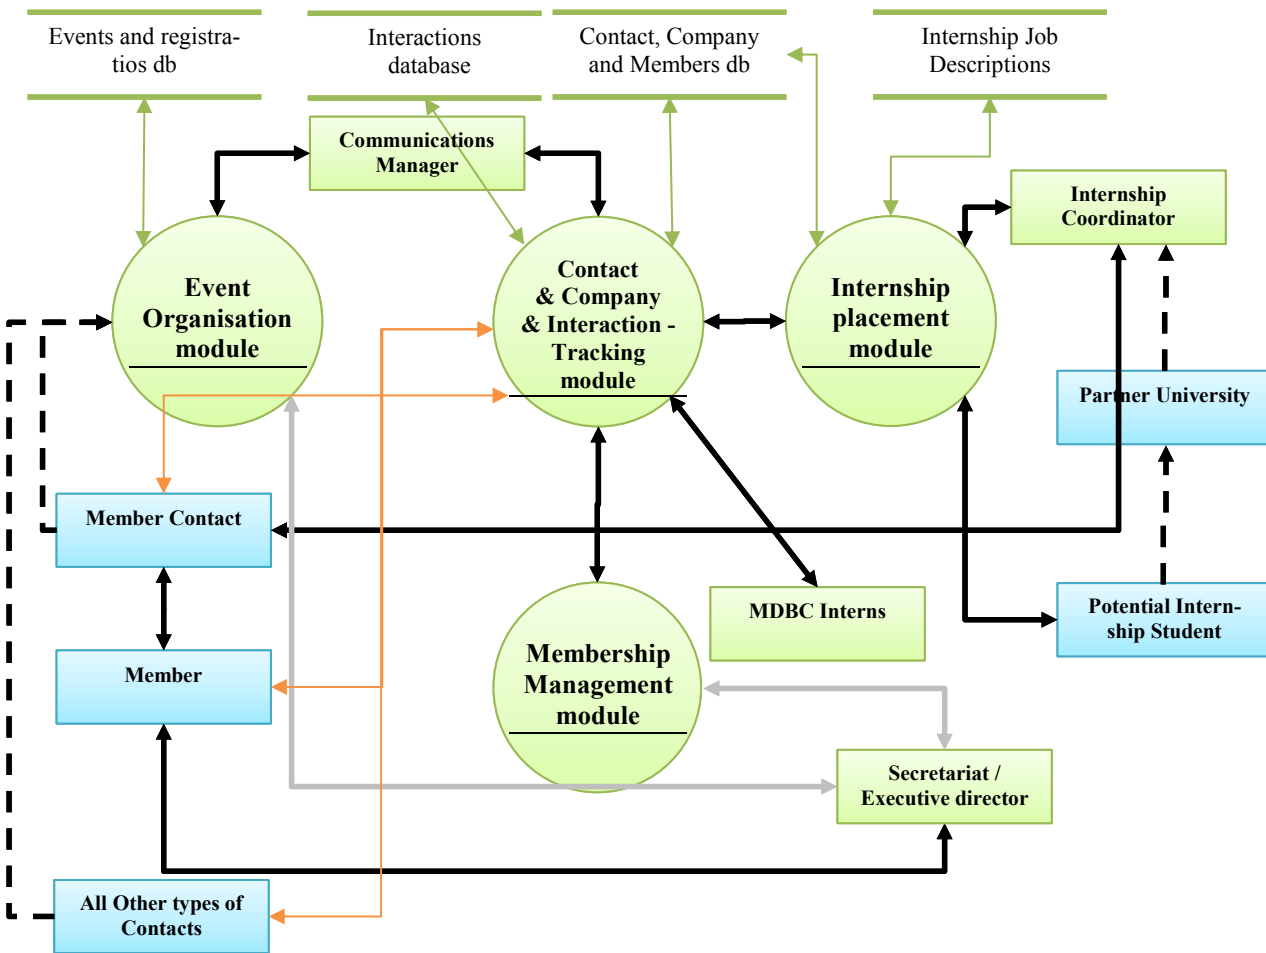 Events and registra-
tios db
Interactions
database
Contact, Company
and Members db
Internship Job
Descriptions
Communications
Manager
Internship
Coordinator
Event
Organisation
module
Contact
& Company
& Interaction -
Tracking
module
Internship
placement
module
Partner University
Member Contact
MDBC Interns
Potential Intern-
ship Student
Member
Membership
Management
module
Secretariat /
Executive director
All Other types of
Contacts